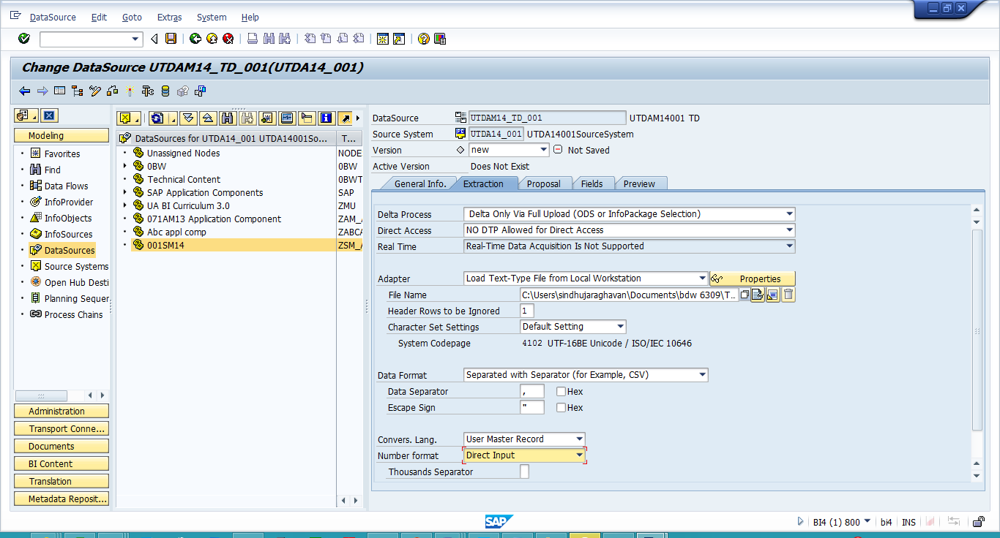 DataSource Edit Goto Extras System Help
Change DataSource UTDAM14_TD_001(UTDA14_001)
Modeling
Favorites
Find
Data Flows
InfoProvider
InfoObjects
InfoSources
DataSources
Source Systems
Open Hub Desti
Planning Sequer
Process Chains
Administration
Transport Conne...
Documents
BI Content
Translation
Metadata Reposit...
DataSources for UTDA14_001 UTDA14001So... T...
Unassigned Nodes NODE
0BW 0BW
Technical Content 0BWT
SAP Application Components SAP
UA BI Curriculum 3.0 ZMU
071AM13 Application Component ZAM_
Abc appl comp ZABCA
001SM14 ZSM_A
DataSource UTDAM14_TD_001 UTDAM14001 TD
Source System UTDA14_001 UTDA14001SourceSystem
Version new Not Saved
Active Version Does Not Exist
General Info. Extraction Proposal Fields Preview
Delta Process Delta Only Via Full Upload (ODS or InfoPackage Selection)
Direct Access NO DTP Allowed for Direct Access
Real Time Real-Time Data Acquisition Is Not Supported
Adapter Load Text-Type File from Local Workstation Properties
File Name C:\Users\sindhujaraghavan\Documents\bdw 6309\T...
Header Rows to be Ignored 1
Character Set Settings Default Setting
System Codepage 4102 UTF-16BE Unicode / ISO/IEC 10646
Data Format Separated with Separator (for Example, CSV)
Data Separator , Hex
Escape Sign " Hex
Convers. Lang. User Master Record
Number format Direct Input
Thousands Separator
SAP BI4 (1) 800 bi4 INS